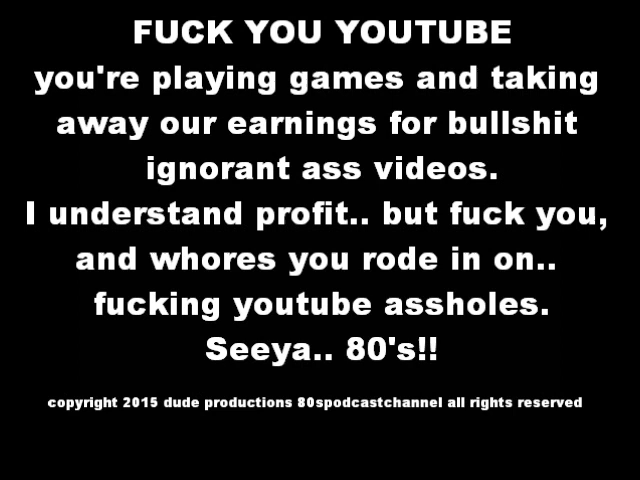 FUCK YOU YOUTUBE
you're playing games and taking
away our earnings for bullshit
ignorant ass videos.
I understand profit.. but fuck you,
and whores you rode in on..
fucking youtube assholes.
Seeya.. 80's!!
copyright 2015 dude productions 80spodcastchannel all rights reserved